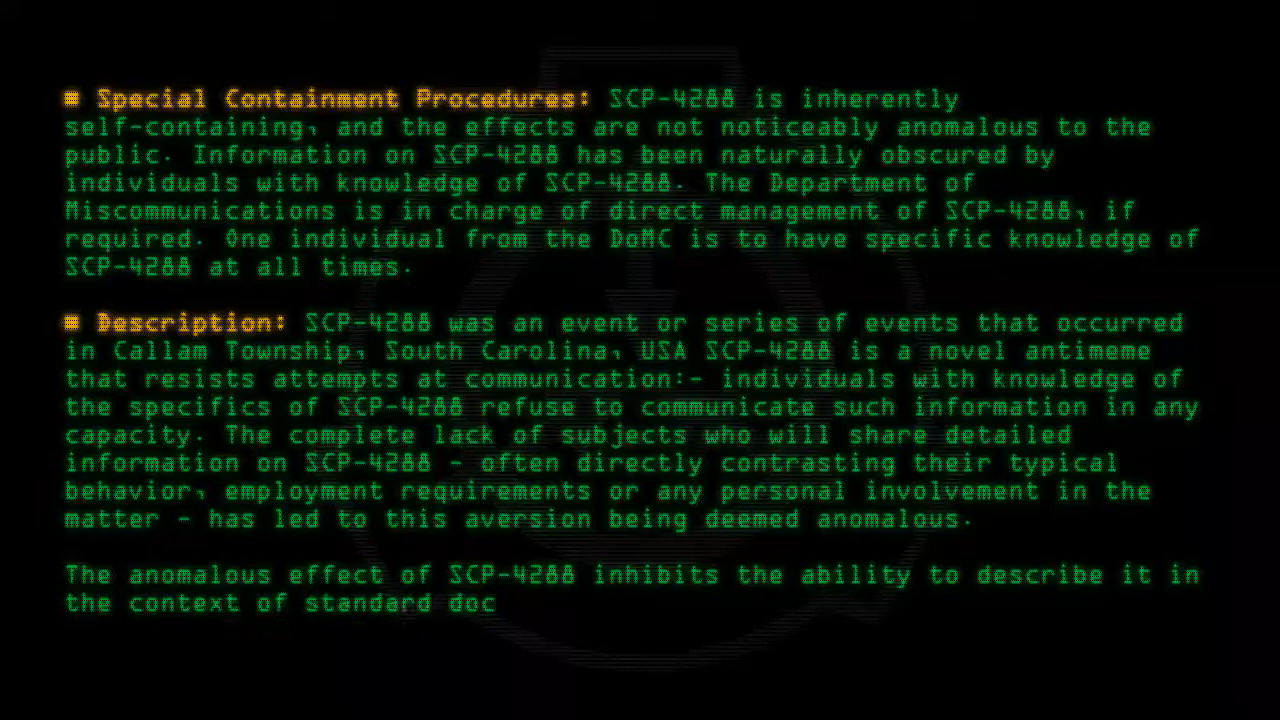 ■ Special Containment Procedures: SCP-4288 is inherently
self-containing, and the effects are not noticeably anomalous to the
public. Information on SCP-4288 has been naturally obscured by
individuals with knowledge of SCP-4288. The Department of
Miscommunications is in charge of direct management of SCP-4288, if
required. One individual from the DoMC is to have specific knowledge of
SCP-4288 at all times.
■ Description: SCP-4288 was an event or series of events that occurred
in Callam Township, South Carolina, USA SCP-4288 is a novel antimeme
that resists attempts at communication:- individuals with knowledge of
the specifics of SCP-4288 refuse to communicate such information in any
capacity. The complete lack of subjects who will share detailed
information on SCP-4288 - often directly contrasting their typical
behavior, employment requirements or any personal involvement in the
matter - has led to this aversion being deemed anomalous.
The anomalous effect of SCP-4288 inhibits the ability to describe it in
the context of standard doc